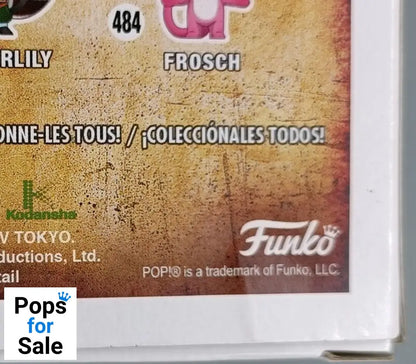 484
RLILY
FROSCH
ONNE-LES TOUS! / ¡COLECCIÓNALES TODOS!
Kodansha
V TOKYO.
ductions, Ltd.
tail
Funko
POP!® is a trademark of Funko, LLC.
Pops
for
Sale